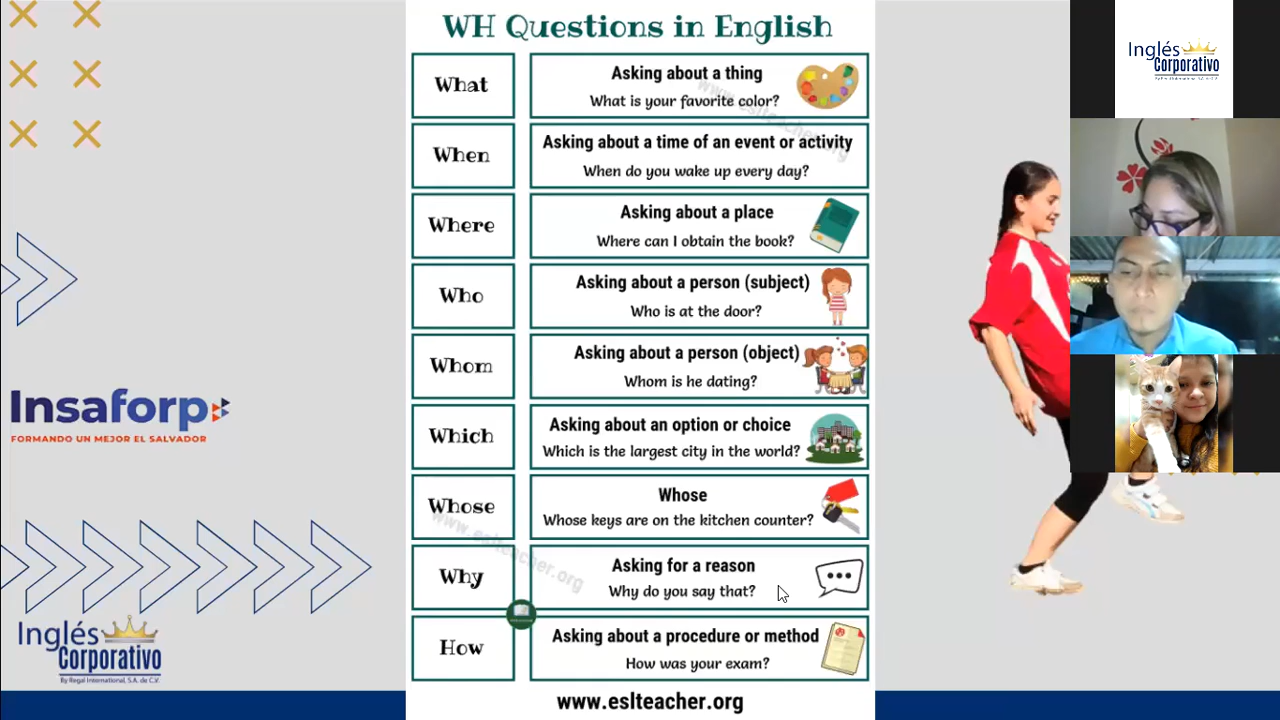 WH Questions in English
What
Asking about a thing
What is your favorite color?
When
Asking about a time of an event or activity
When do you wake up every day?
Where
Asking about a place
Where can I obtain the book?
Who
Asking about a person (subject)
Who is at the door?
Whom
Asking about a person (object)
Whom is he dating?
Which
Asking about an option or choice
Which is the largest city in the world?
Whose
Whose
Whose keys are on the kitchen counter?
Why
Asking for a reason
Why do you say that?
How
Asking about a procedure or method
How was your exam?
www.eslteacher.org
www.eslteacher.org
www.eslteacher.org
Insaforp
FORMANDO UN MEJOR EL SALVADOR
Inglés
Corporativo
By Regal International, S.A. de C.V.
Inglés
Corporativo